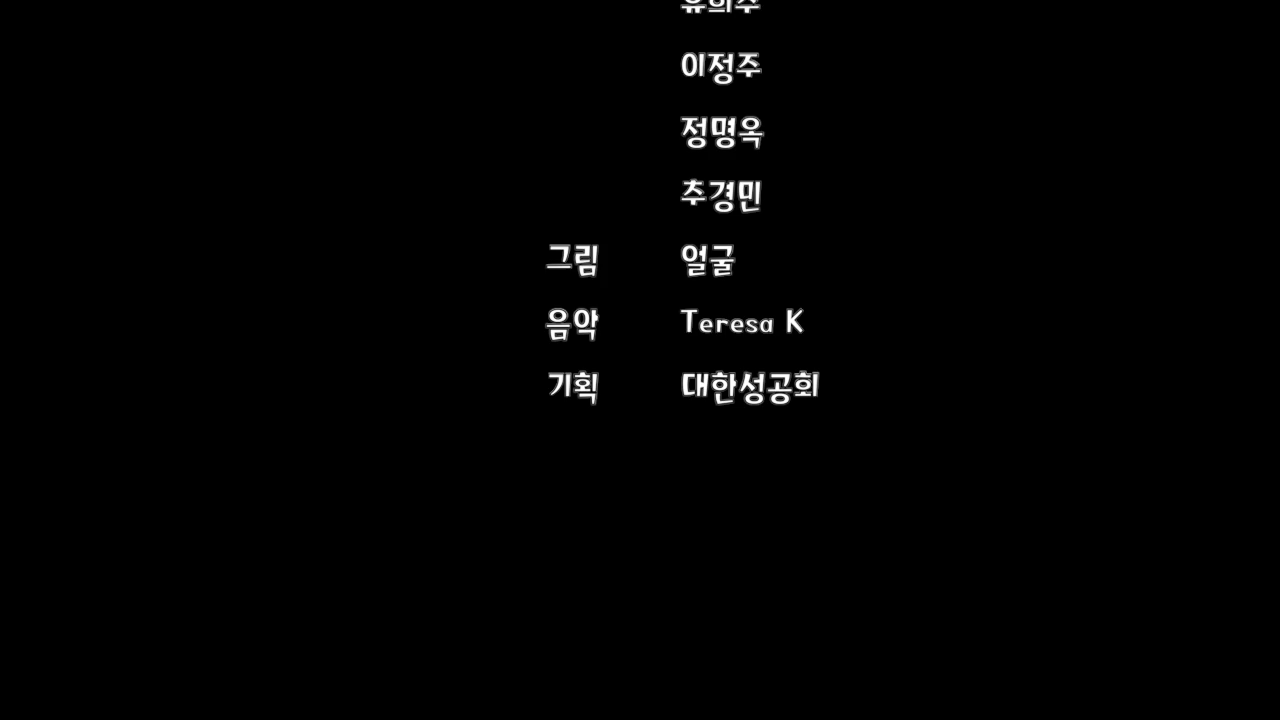 이정주
정명옥
추경민
그림 얼굴
음악 Teresa K
기획 대한성공회